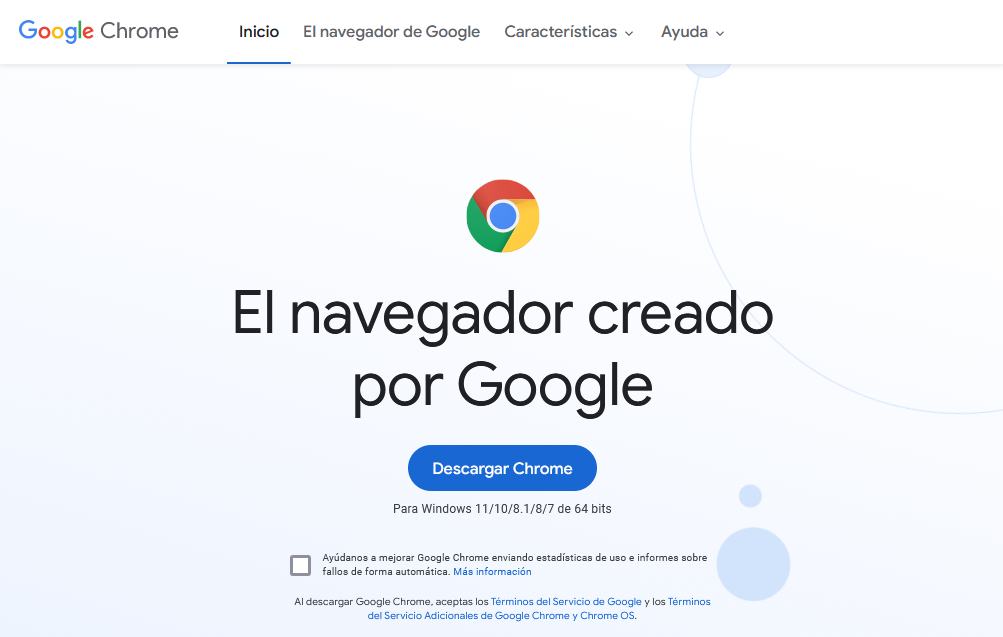 Google Chrome
Inicio
El navegador de Google
Características
Ayuda
El navegador creado
por Google
Descargar Chrome
Para Windows 11/10/8.1/8/7 de 64 bits
Ayúdanos a mejorar Google Chrome enviando estadísticas de uso e informes sobre
fallos de forma automática. Más información
Al descargar Google Chrome, aceptas los Términos del Servicio de Google y los Términos
del Servicio Adicionales de Google Chrome y Chrome OS.